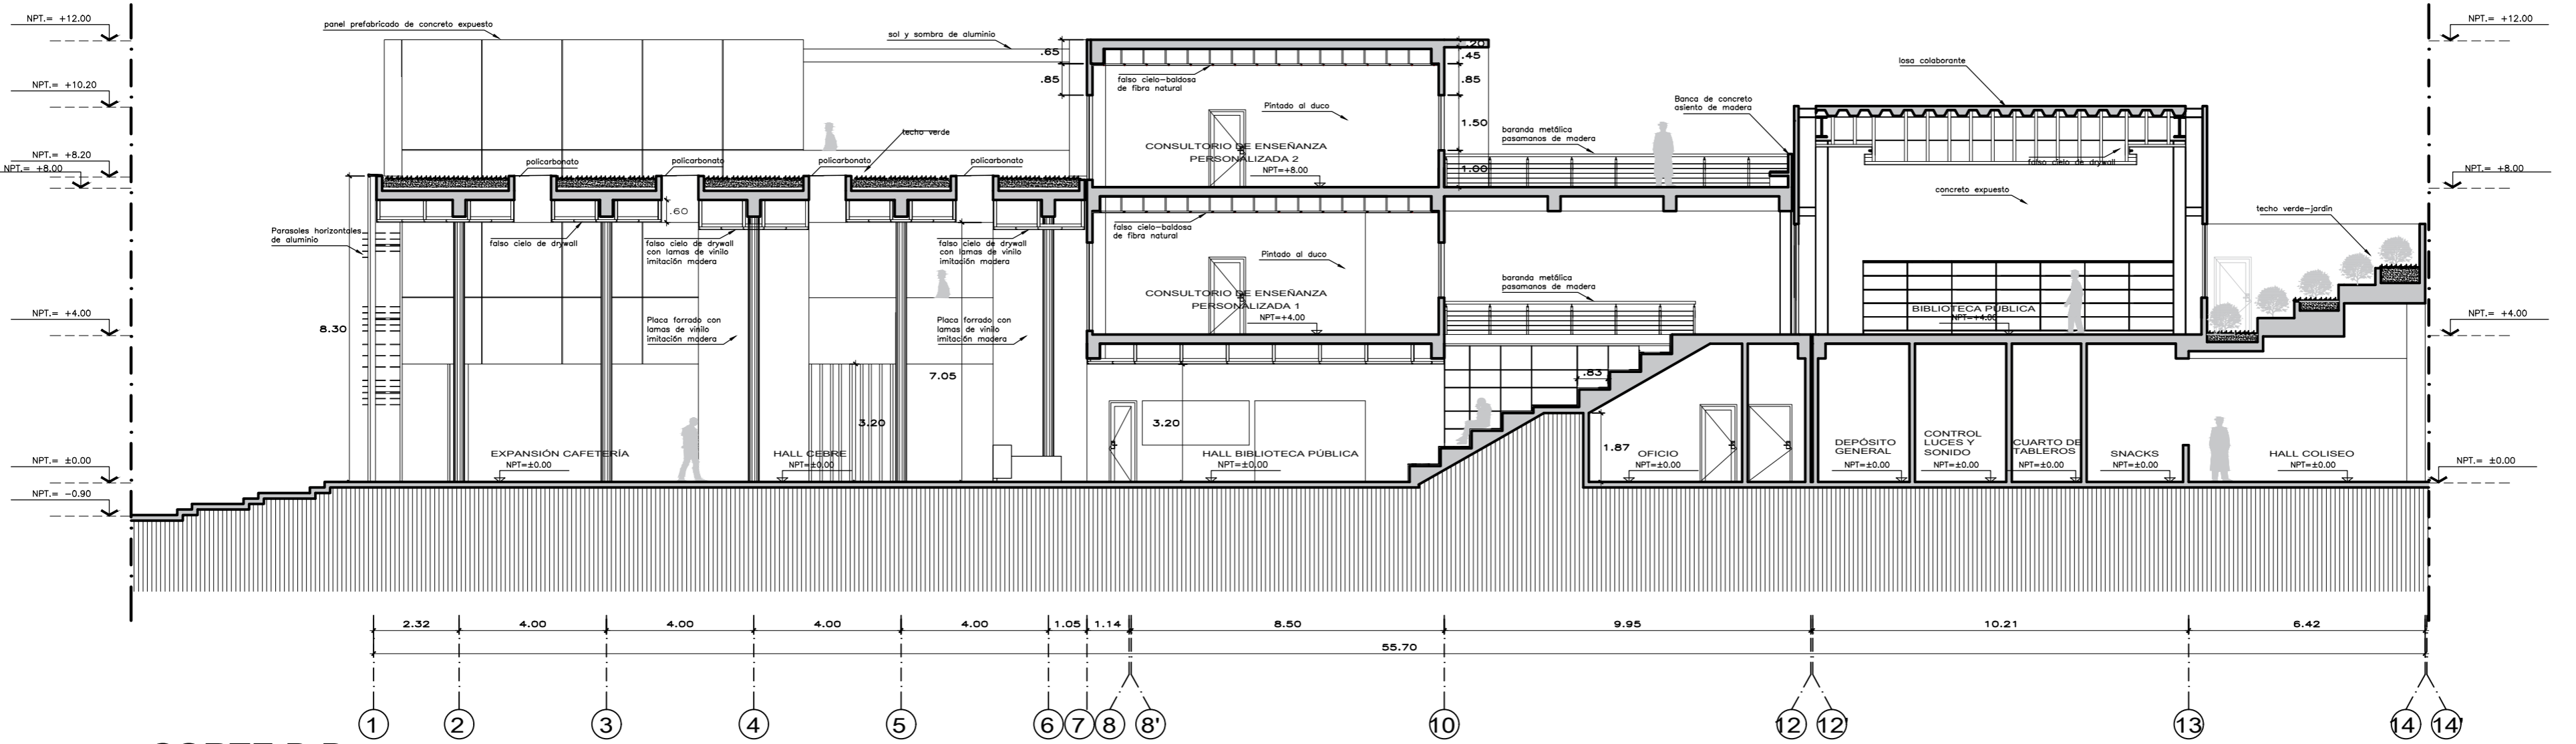 NPT.= +12.00
NPT.= +10.20
NPT.= +8.20
NPT.= +8.00
NPT.= +4.00
NPT.= ±0.00
NPT.= −0.90
panel prefabricado de concreto expuesto
sol y sombra de aluminio
techo verde
policarbonato
policarbonato
policarbonato
policarbonato
.65
.85
.60
Parasoles horizontales
de aluminio
falso cielo de drywall
falso cielo de drywall
con lamas de vinilo
imitación madera
falso cielo de drywall
con lamas de vinilo
imitación madera
8.30
Placa forrado con
lamas de vinilo
imitación madera
Placa forrado con
lamas de vinilo
imitación madera
7.05
3.20
EXPANSIÓN CAFETERÍA
NPT=±0.00
HALL CEBRE
NPT=±0.00
falso cielo−baldosa
de fibra natural
Pintado al duco
CONSULTORIO DE ENSEÑANZA
PERSONALIZADA 2
NPT=+8.00
.20
.45
.85
1.50
1.00
falso cielo−baldosa
de fibra natural
Pintado al duco
CONSULTORIO DE ENSEÑANZA
PERSONALIZADA 1
NPT=+4.00
3.20
HALL BIBLIOTECA PÚBLICA
NPT=±0.00
baranda metálica
pasamanos de madera
Banca de concreto
asiento de madera
baranda metálica
pasamanos de madera
.83
1.87
OFICIO
NPT=±0.00
losa colaborante
falso cielo de drywall
concreto expuesto
BIBLIOTECA PÚBLICA
NPT=+4.00
techo verde−jardin
DEPÓSITO
GENERAL
NPT=±0.00
CONTROL
LUCES Y
SONIDO
NPT=±0.00
CUARTO DE
TABLEROS
NPT=±0.00
SNACKS
NPT=±0.00
HALL COLISEO
NPT=±0.00
NPT.= +12.00
NPT.= +8.00
NPT.= +4.00
NPT.= ±0.00
2.32
4.00
4.00
4.00
4.00
1.05
1.14
8.50
9.95
10.21
6.42
55.70
1
2
3
4
5
6
7
8
8'
10
12
12'
13
14
14'